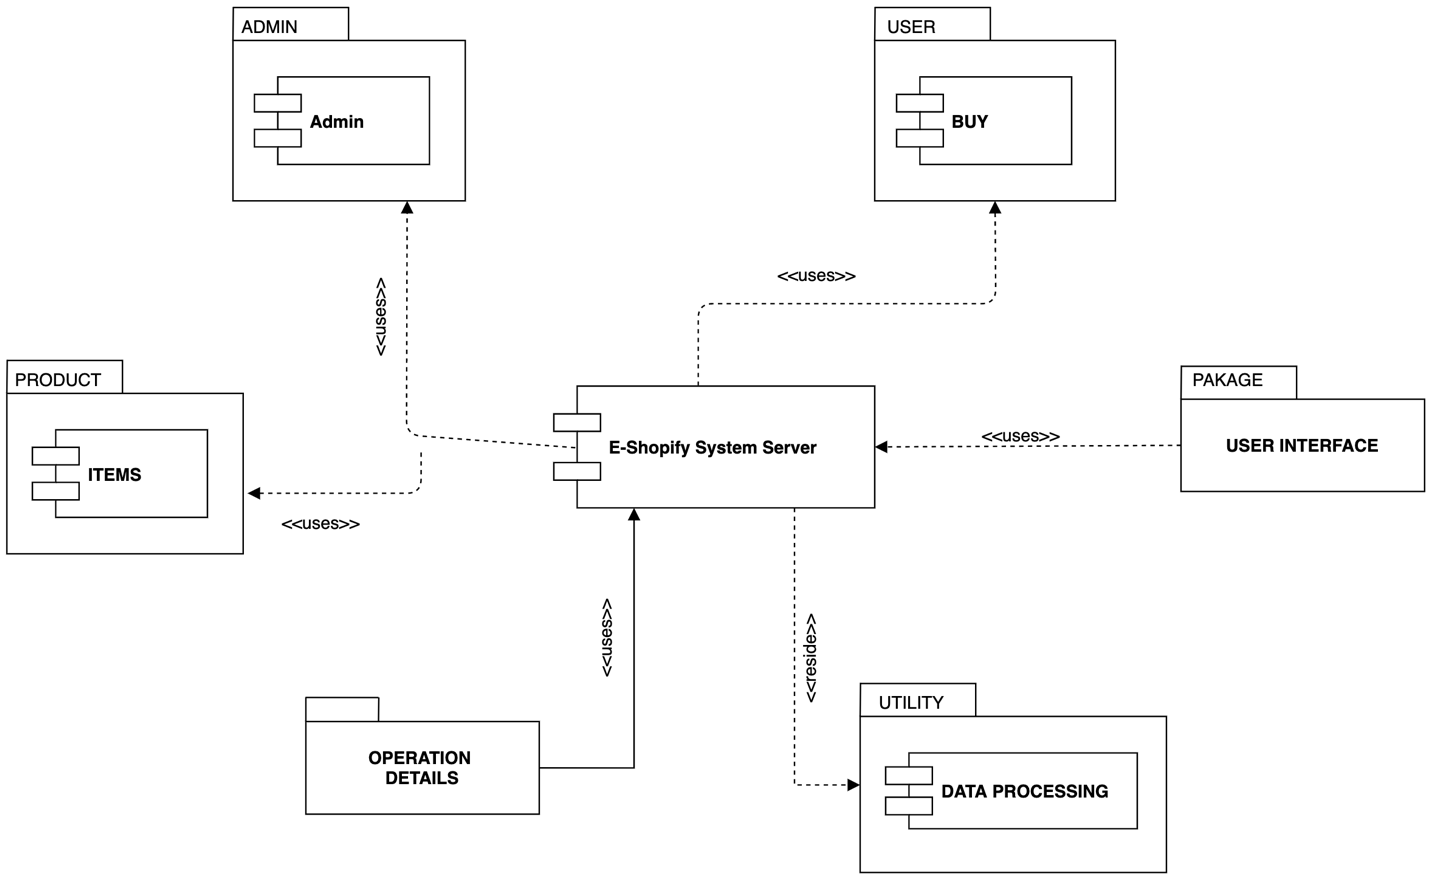 ADMIN
Admin
USER
BUY
<<uses>>
<<uses>>
PRODUCT
ITEMS
<<uses>>
E-Shopify System Server
<<uses>>
PAKAGE
USER INTERFACE
<<uses>>
<<reside>>
OPERATION
DETAILS
UTILITY
DATA PROCESSING